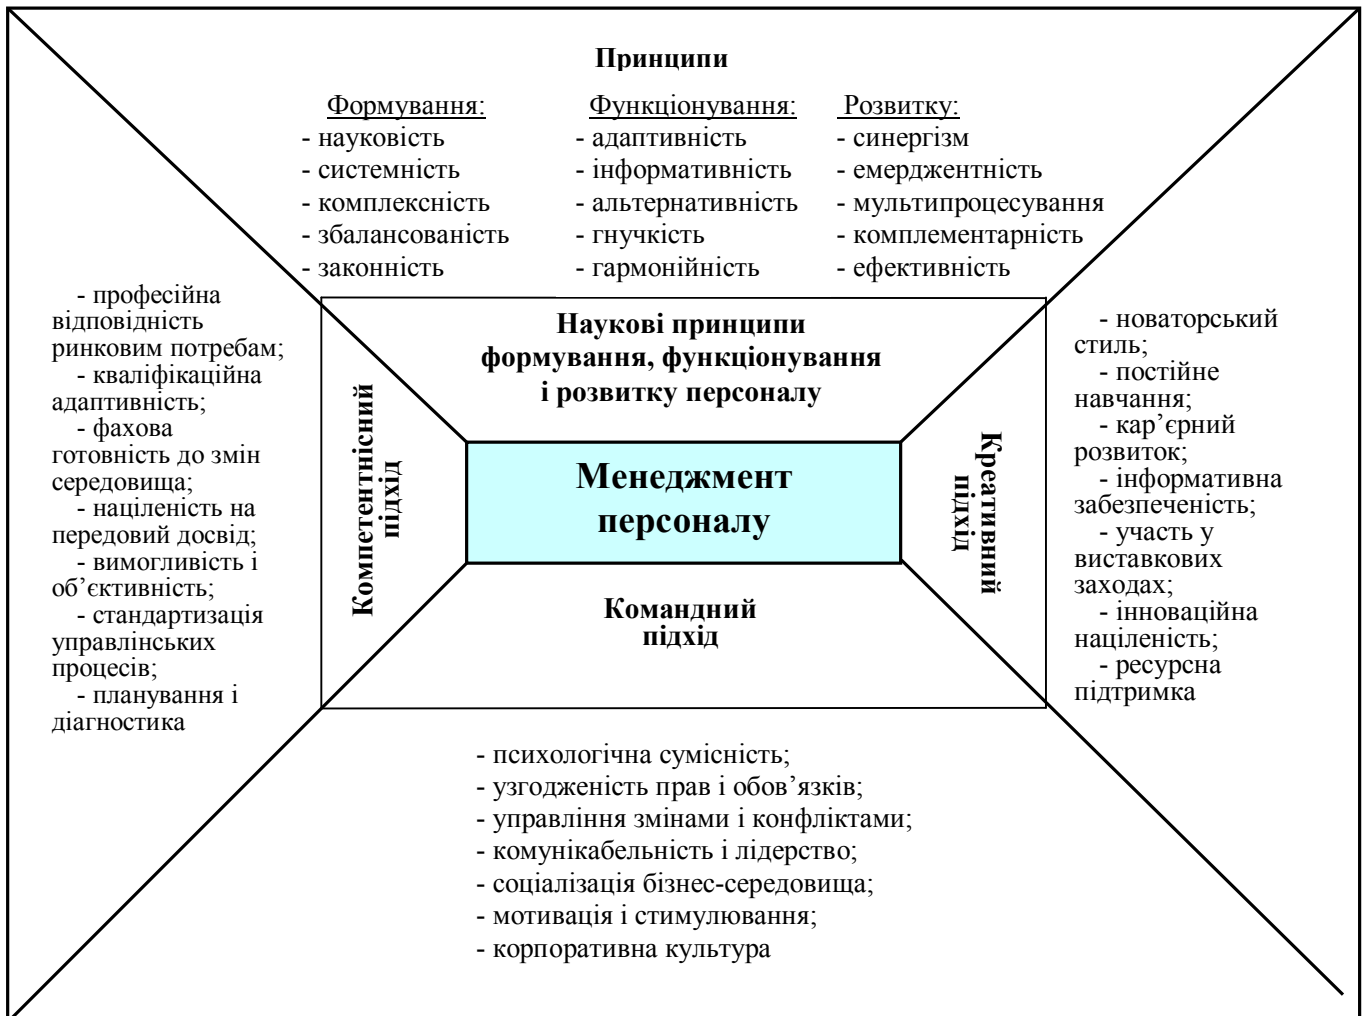 Принципи
Формування:
- науковість
- системність
- комплексність
- збалансованість
- законність
Функціонування:
- адаптивність
- інформативність
- альтернативність
- гнучкість
- гармонійність
Розвитку:
- синергізм
- емерджентність
- мультипроцесування
- комплементарність
- ефективність
- професійна
відповідність
ринковим потребам;
- кваліфікаційна
адаптивність;
- фахова
готовність до змін
середовища;
- націленість на
передовий досвід;
- вимогливість і
об’єктивність;
- стандартизація
управлінських
процесів;
- планування і
діагностика
Компетентнісний
підхід
Наукові принципи
формування, функціонування
і розвитку персоналу
Менеджмент
персоналу
Командний
підхід
Креативний
підхід
- новаторський
стиль;
- постійне
навчання;
- кар’єрний
розвиток;
- інформативна
забезпеченість;
- участь у
виставкових
заходах;
- інноваційна
націленість;
- ресурсна
підтримка
- психологічна сумісність;
- узгодженість прав і обов’язків;
- управління змінами і конфліктами;
- комунікабельність і лідерство;
- соціалізація бізнес-середовища;
- мотивація і стимулювання;
- корпоративна культура